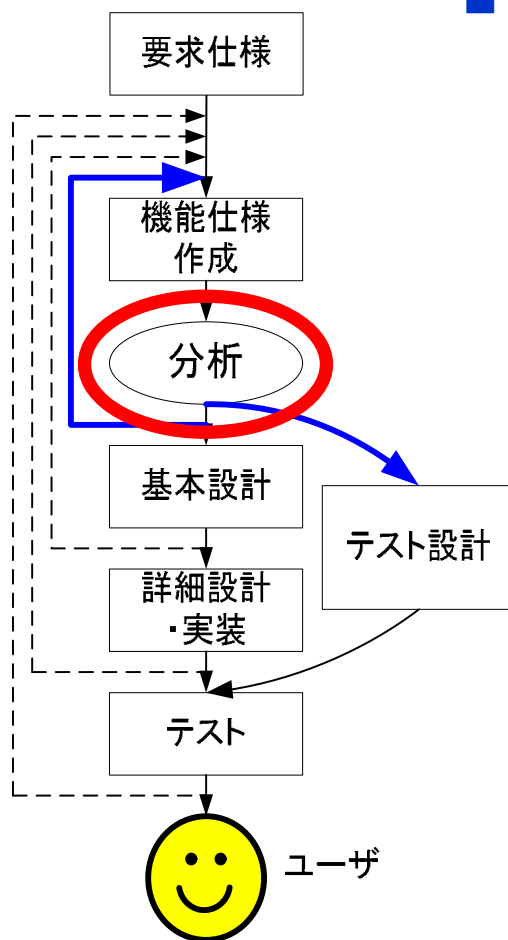 要求仕様
機能仕様
作成
分析
基本設計
テスト設計
詳細設計
・実装
テスト
ユーザ